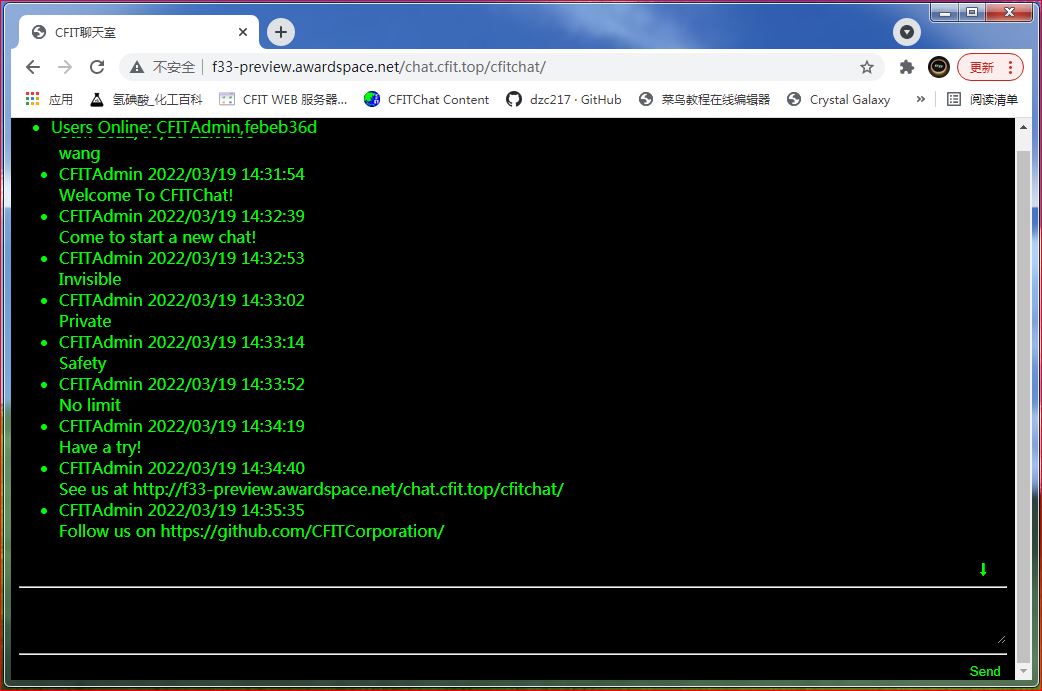 CFIT聊天室
不安全
f33-preview.awardspace.net/chat.cfit.top/cfitchat/
更新
应用
氢碘酸_化工百科
CFIT WEB 服务器...
CFITChat Content
dzc217 · GitHub
菜鸟教程在线编辑器
Crystal Galaxy
»
阅读清单
Users Online: CFITAdmin,febeb36d
wang
CFITAdmin 2022/03/19 14:31:54
Welcome To CFITChat!
CFITAdmin 2022/03/19 14:32:39
Come to start a new chat!
CFITAdmin 2022/03/19 14:32:53
Invisible
CFITAdmin 2022/03/19 14:33:02
Private
CFITAdmin 2022/03/19 14:33:14
Safety
CFITAdmin 2022/03/19 14:33:52
No limit
CFITAdmin 2022/03/19 14:34:19
Have a try!
CFITAdmin 2022/03/19 14:34:40
See us at http://f33-preview.awardspace.net/chat.cfit.top/cfitchat/
CFITAdmin 2022/03/19 14:35:35
Follow us on https://github.com/CFITCorporation/
Send